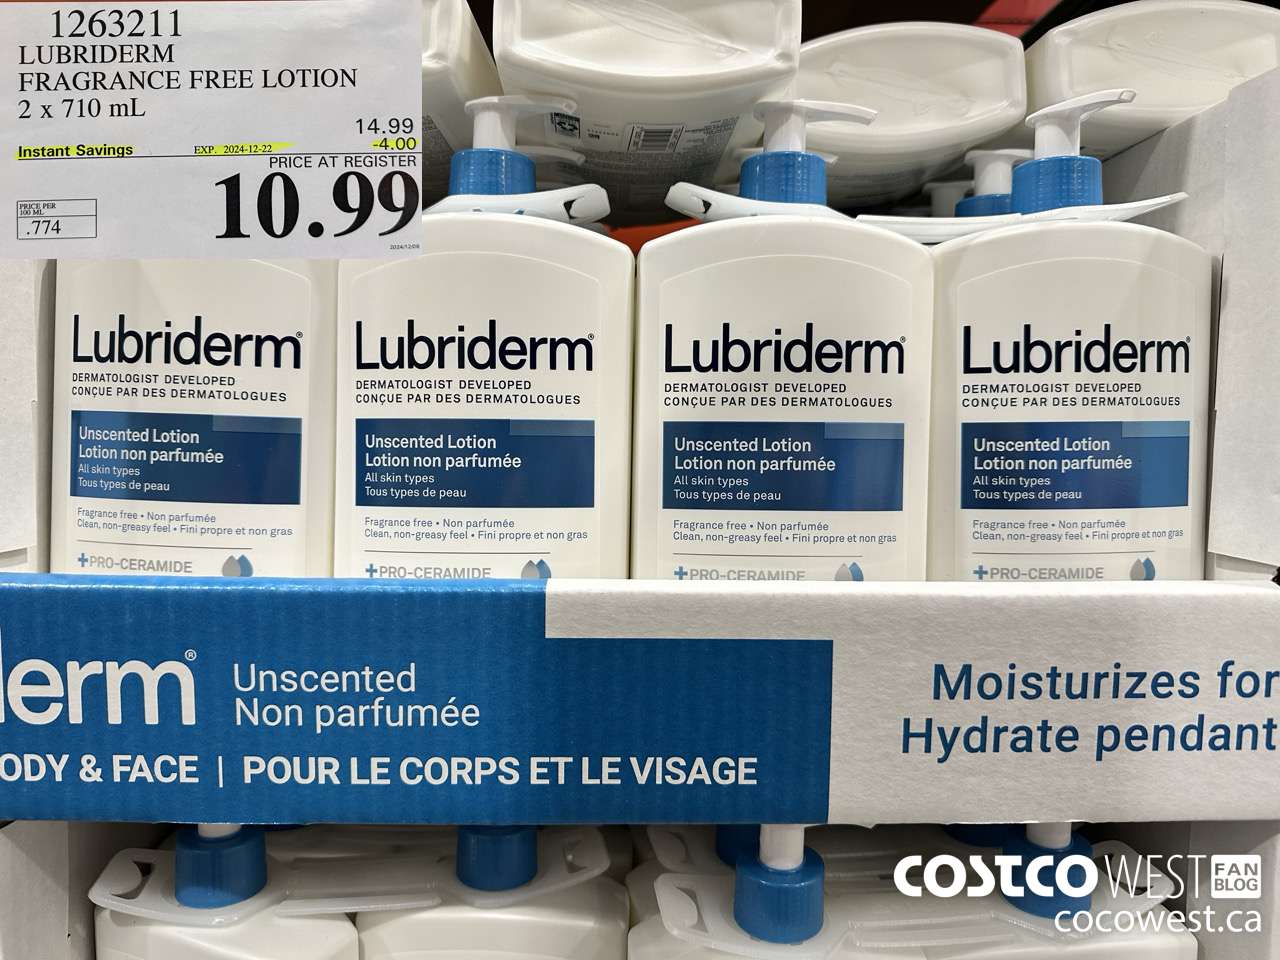 1263211
LUBRIDERM
FRAGRANCE FREE LOTION
2 x 710 mL
14.99
Instant Savings EXP. 2024-12-22 -4.00
PRICE AT REGISTER
10.99
PRICE PER
100 ML
.774
2024/12/09
Lubriderm®
DERMATOLOGIST DEVELOPED
CONÇUE PAR DES DERMATOLOGUES
Unscented Lotion
Lotion non parfumée
All skin types
Tous types de peau
Fragrance free • Non parfumée
Clean, non-greasy feel • Fini propre et non gras
+PRO-CERAMIDE
Lubriderm®
DERMATOLOGIST DEVELOPED
CONÇUE PAR DES DERMATOLOGUES
Unscented Lotion
Lotion non parfumée
All skin types
Tous types de peau
Fragrance free • Non parfumée
Clean, non-greasy feel • Fini propre et non gras
+PRO-CERAMIDE
Lubriderm®
DERMATOLOGIST DEVELOPED
CONÇUE PAR DES DERMATOLOGUES
Unscented Lotion
Lotion non parfumée
All skin types
Tous types de peau
Fragrance free • Non parfumée
Clean, non-greasy feel • Fini propre et non gras
+PRO-CERAMIDE
Lubriderm®
DERMATOLOGIST DEVELOPED
CONÇUE PAR DES DERMATOLOGUES
Unscented Lotion
Lotion non parfumée
All skin types
Tous types de peau
Fragrance free • Non parfumée
Clean, non-greasy feel • Fini propre et non gras
+PRO-CERAMIDE
derm®
Unscented
Non parfumée
ODY & FACE | POUR LE CORPS ET LE VISAGE
Moisturizes for
Hydrate pendant
COSTCO WEST FAN BLOG
cocowest.ca